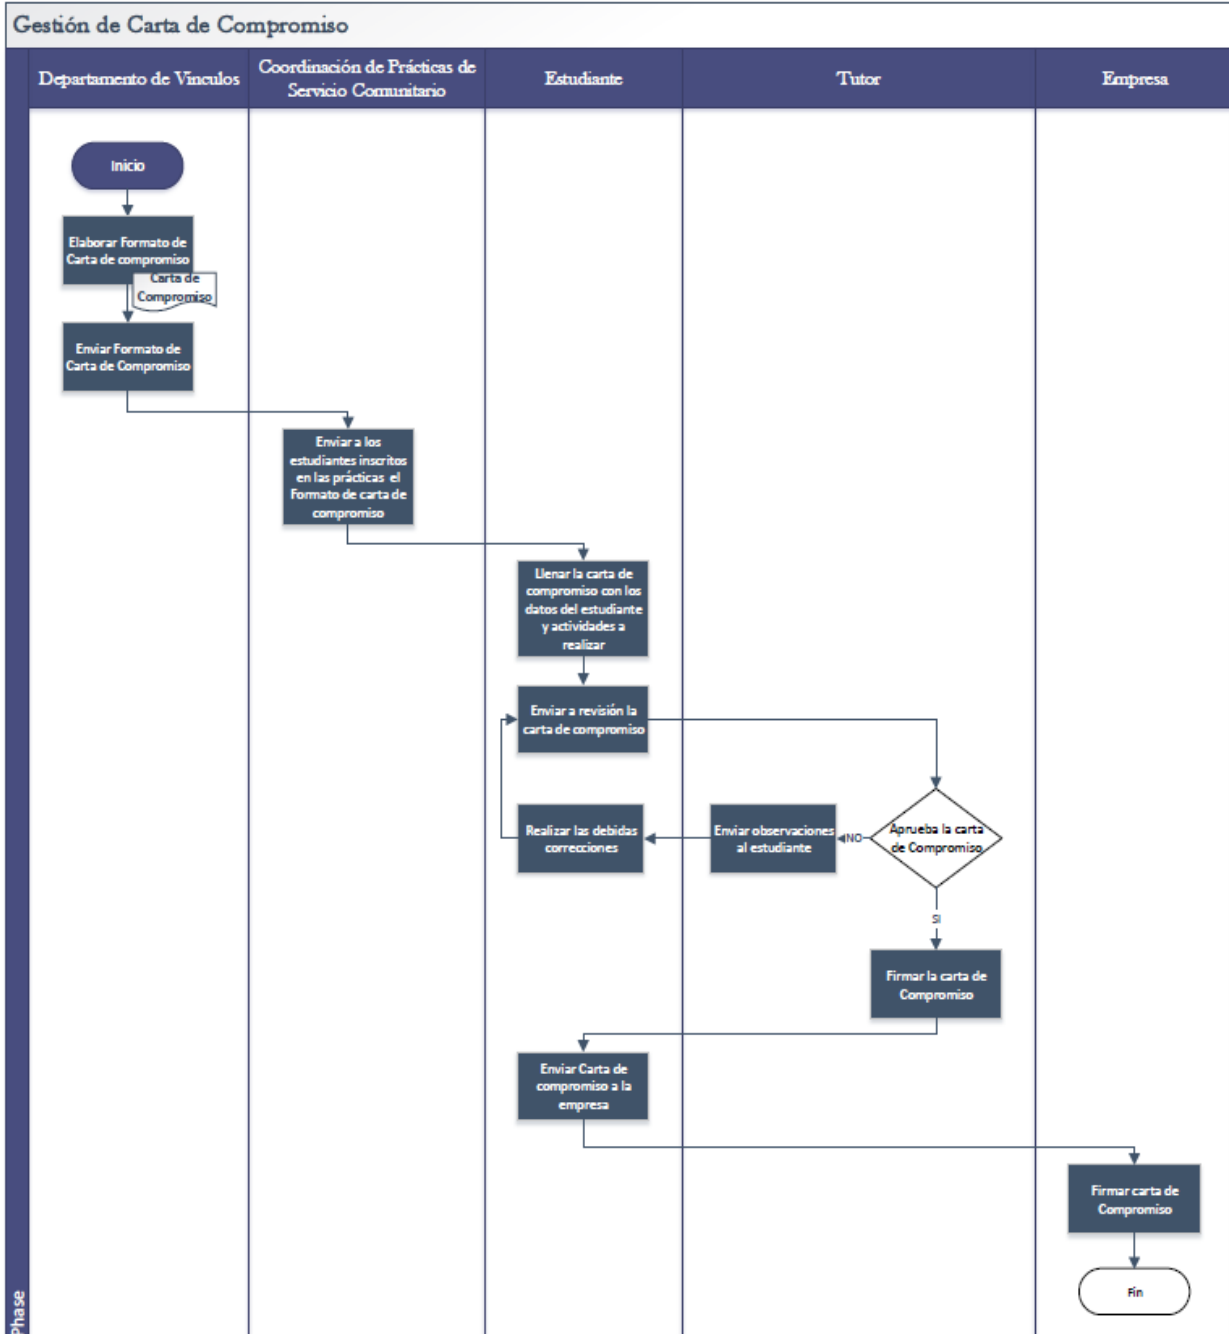 Gestión de Carta de Compromiso
Departamento de Vinculos
Coordinación de Prácticas de
Servicio Comunitario
Estudiante
Tutor
Empresa
Inicio
Elaborar Formato de
Carta de compromiso
Carta de
Compromiso
Enviar Formato de
Carta de Compromiso
Enviar a los
estudiantes inscritos
en las prácticas el
Formato de carta de
compromiso
Llenar la carta de
compromiso con los
datos del estudiante
y actividades a
realizar
Enviar a revisión la
carta de compromiso
Realizar las debidas
correcciones
Enviar observaciones
al estudiante
NO
Aprueba la carta
de Compromiso
SI
Firmar la carta de
Compromiso
Enviar Carta de
compromiso a la
empresa
Firmar carta de
Compromiso
Fin
Phase